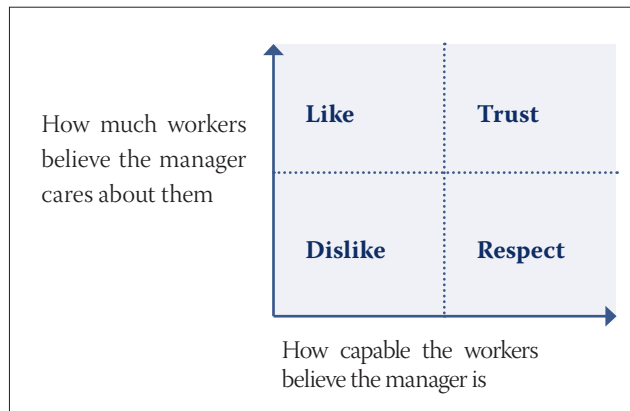 Like
Trust
How much workers
believe the manager
cares about them
Dislike
Respect
How capable the workers
believe the manager is